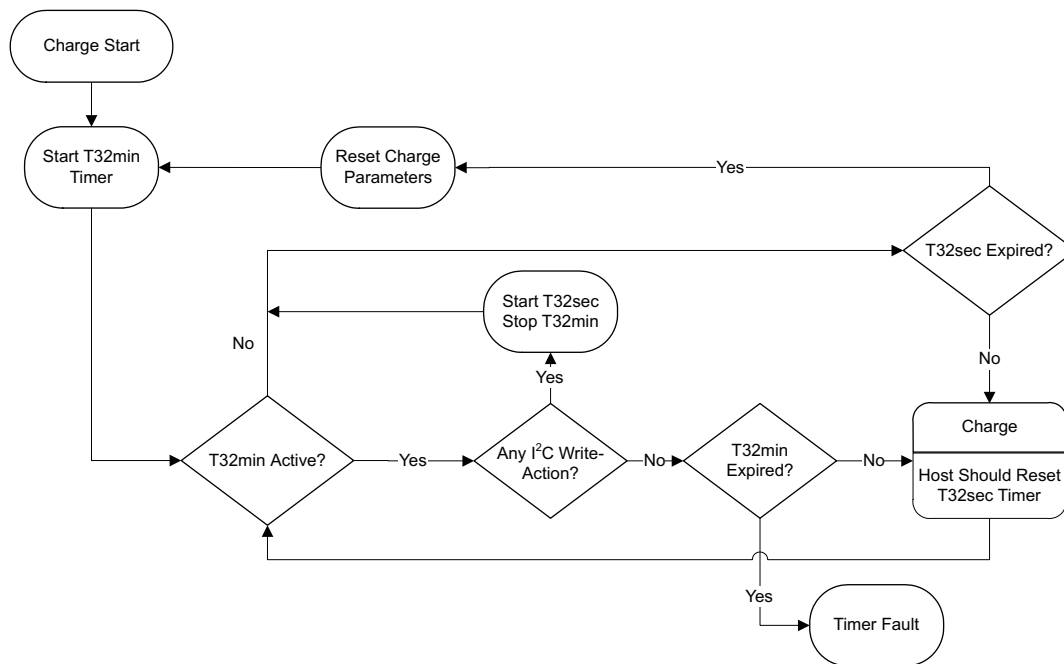 Charge Start
Start T32min
Timer
Reset Charge
Parameters
Yes
T32sec Expired?
Start T32sec
Stop T32min
No
Yes
No
T32min Active?
Yes
Any I²C Write-
Action?
No
T32min
Expired?
No
Charge
Host Should Reset
T32sec Timer
Yes
Timer Fault